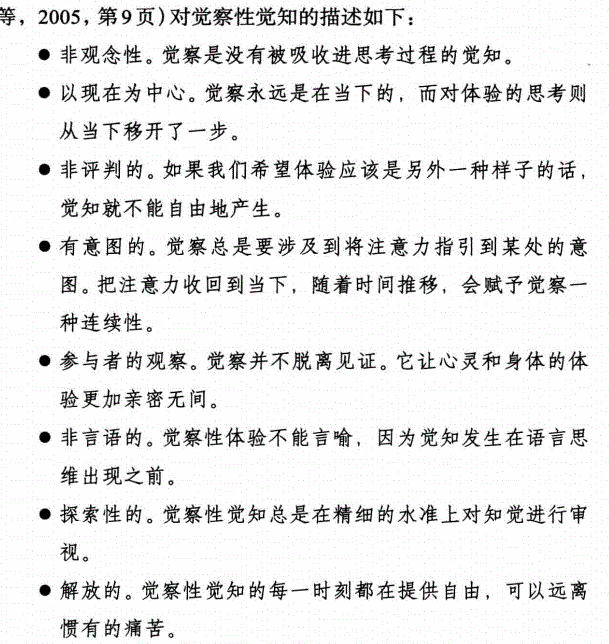 等，2005，第9页)对觉察性觉知的描述如下：
● 非观念性。觉察是没有被吸收进思考过程的觉知。
● 以现在为中心。觉察永远是在当下的，而对体验的思考则
从当下移开了一步。
● 非评判的。如果我们希望体验应该是另外一种样子的话，
觉知就不能自由地产生。
● 有意图的。觉察总是要涉及到将注意力指引到某处的意
图。把注意力收回到当下，随着时间推移，会赋予觉察一
种连续性。
● 参与者的观察。觉察并不脱离见证。它让心灵和身体的体
验更加亲密无间。
● 非言语的。觉察性体验不能言喻，因为觉知发生在语言思
维出现之前。
● 探索性的。觉察性觉知总是在精细的水准上对知觉进行审
视。
● 解放的。觉察性觉知的每一时刻都在提供自由，可以远离
惯有的痛苦。